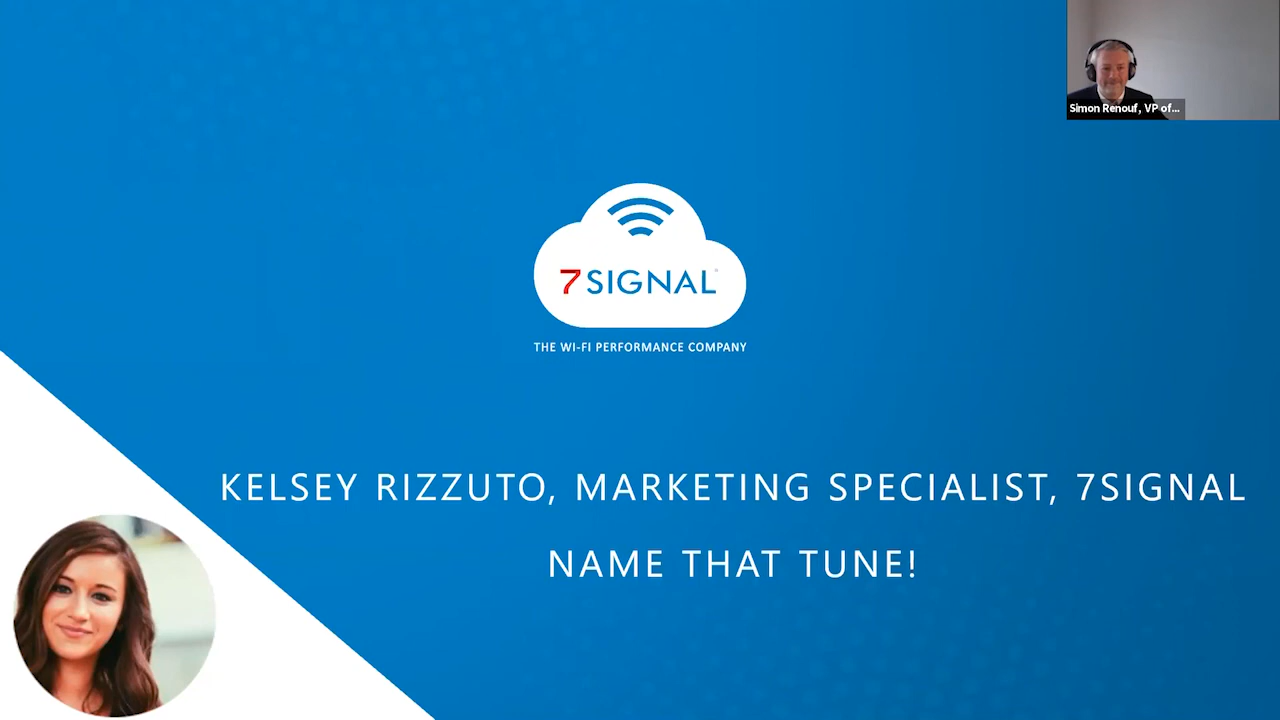 Simon Renouf, VP of...
7SIGNAL®
THE WI-FI PERFORMANCE COMPANY
KELSEY RIZZUTO, MARKETING SPECIALIST, 7SIGNAL
NAME THAT TUNE!